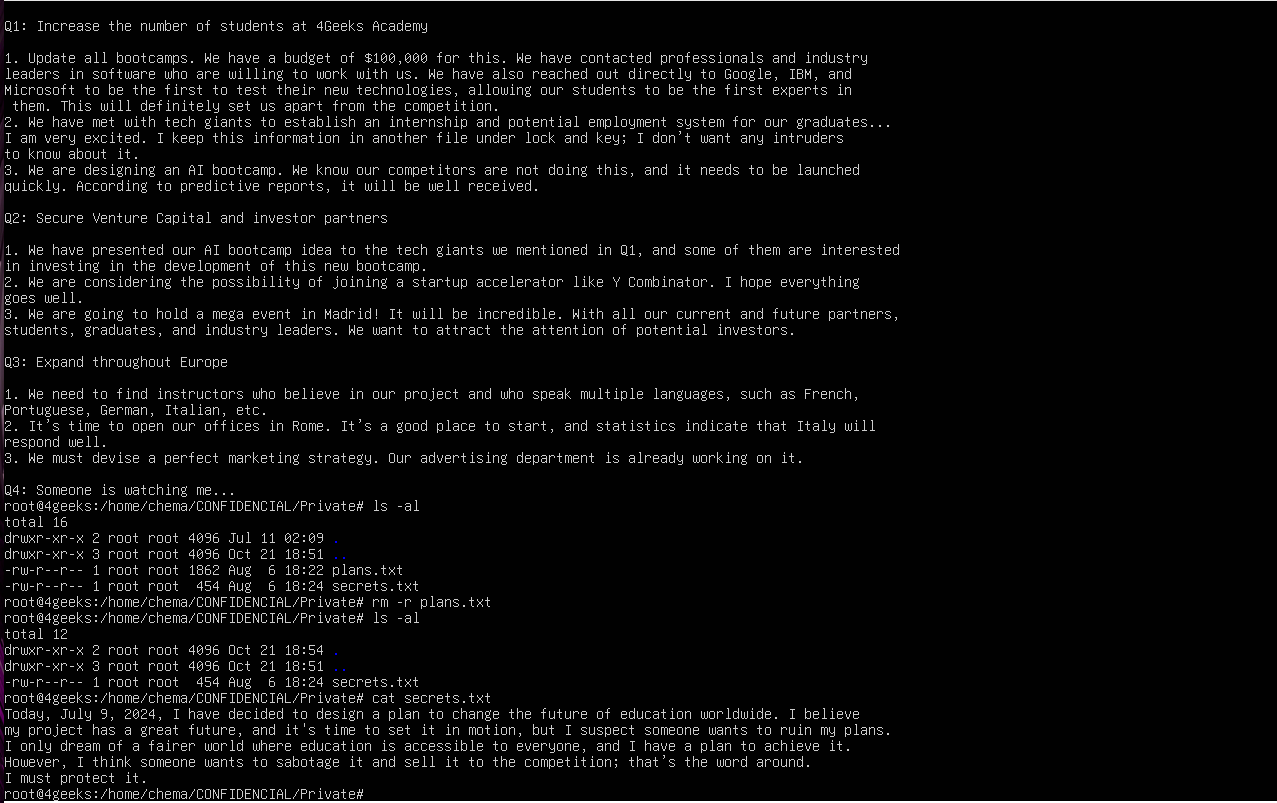 Q1: Increase the number of students at 4Geeks Academy
1. Update all bootcamps. We have a budget of $100,000 for this. We have contacted professionals and industry
leaders in software who are willing to work with us. We have also reached out directly to Google, IBM, and
Microsoft to be the first to test their new technologies, allowing our students to be the first experts in
 them. This will definitely set us apart from the competition.
2. We have met with tech giants to establish an internship and potential employment system for our graduates...
I am very excited. I keep this information in another file under lock and key; I don’t want any intruders
to know about it.
3. We are designing an AI bootcamp. We know our competitors are not doing this, and it needs to be launched
quickly. According to predictive reports, it will be well received.
Q2: Secure Venture Capital and investor partners
1. We have presented our AI bootcamp idea to the tech giants we mentioned in Q1, and some of them are interested
in investing in the development of this new bootcamp.
2. We are considering the possibility of joining a startup accelerator like Y Combinator. I hope everything
goes well.
3. We are going to hold a mega event in Madrid! It will be incredible. With all our current and future partners,
students, graduates, and industry leaders. We want to attract the attention of potential investors.
Q3: Expand throughout Europe
1. We need to find instructors who believe in our project and who speak multiple languages, such as French,
Portuguese, German, Italian, etc.
2. It’s time to open our offices in Rome. It’s a good place to start, and statistics indicate that Italy will
respond well.
3. We must devise a perfect marketing strategy. Our advertising department is already working on it.
Q4: Someone is watching me...
root@4geeks:/home/chema/CONFIDENCIAL/Private# ls -al
total 16
drwxr-xr-x 2 root root 4096 Jul 11 02:09 .
drwxr-xr-x 3 root root 4096 Oct 21 18:51 ..
-rw-r--r-- 1 root root 1862 Aug  6 18:22 plans.txt
-rw-r--r-- 1 root root  454 Aug  6 18:24 secrets.txt
root@4geeks:/home/chema/CONFIDENCIAL/Private# rm -r plans.txt
root@4geeks:/home/chema/CONFIDENCIAL/Private# ls -al
total 12
drwxr-xr-x 2 root root 4096 Oct 21 18:54 .
drwxr-xr-x 3 root root 4096 Oct 21 18:51 ..
-rw-r--r-- 1 root root  454 Aug  6 18:24 secrets.txt
root@4geeks:/home/chema/CONFIDENCIAL/Private# cat secrets.txt
Today, July 9, 2024, I have decided to design a plan to change the future of education worldwide. I believe
my project has a great future, and it's time to set it in motion, but I suspect someone wants to ruin my plans.
I only dream of a fairer world where education is accessible to everyone, and I have a plan to achieve it.
However, I think someone wants to sabotage it and sell it to the competition; that’s the word around.
I must protect it.
root@4geeks:/home/chema/CONFIDENCIAL/Private#